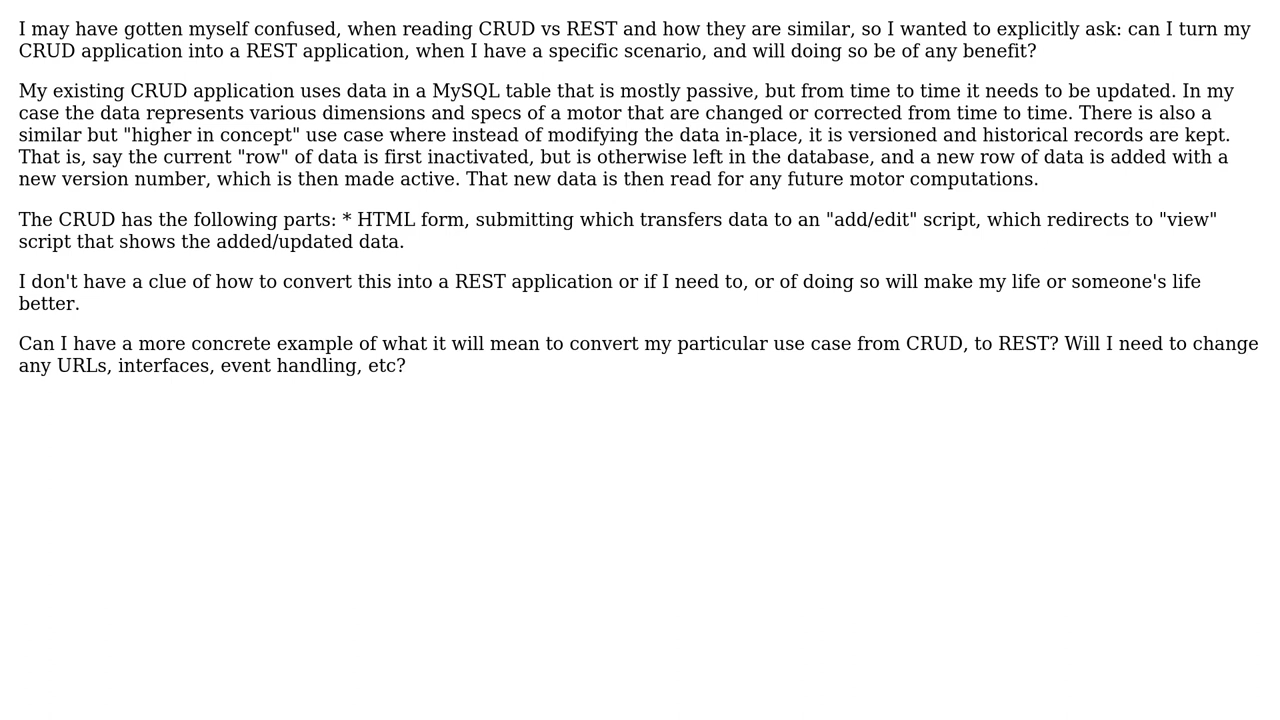 I may have gotten myself confused, when reading CRUD vs REST and how they are similar, so I wanted to explicitly ask: can I turn my
CRUD application into a REST application, when I have a specific scenario, and will doing so be of any benefit?
My existing CRUD application uses data in a MySQL table that is mostly passive, but from time to time it needs to be updated. In my
case the data represents various dimensions and specs of a motor that are changed or corrected from time to time. There is also a
similar but "higher in concept" use case where instead of modifying the data in-place, it is versioned and historical records are kept.
That is, say the current "row" of data is first inactivated, but is otherwise left in the database, and a new row of data is added with a
new version number, which is then made active. That new data is then read for any future motor computations.
The CRUD has the following parts: * HTML form, submitting which transfers data to an "add/edit" script, which redirects to "view"
script that shows the added/updated data.
I don't have a clue of how to convert this into a REST application or if I need to, or of doing so will make my life or someone's life
better.
Can I have a more concrete example of what it will mean to convert my particular use case from CRUD, to REST? Will I need to change
any URLs, interfaces, event handling, etc?